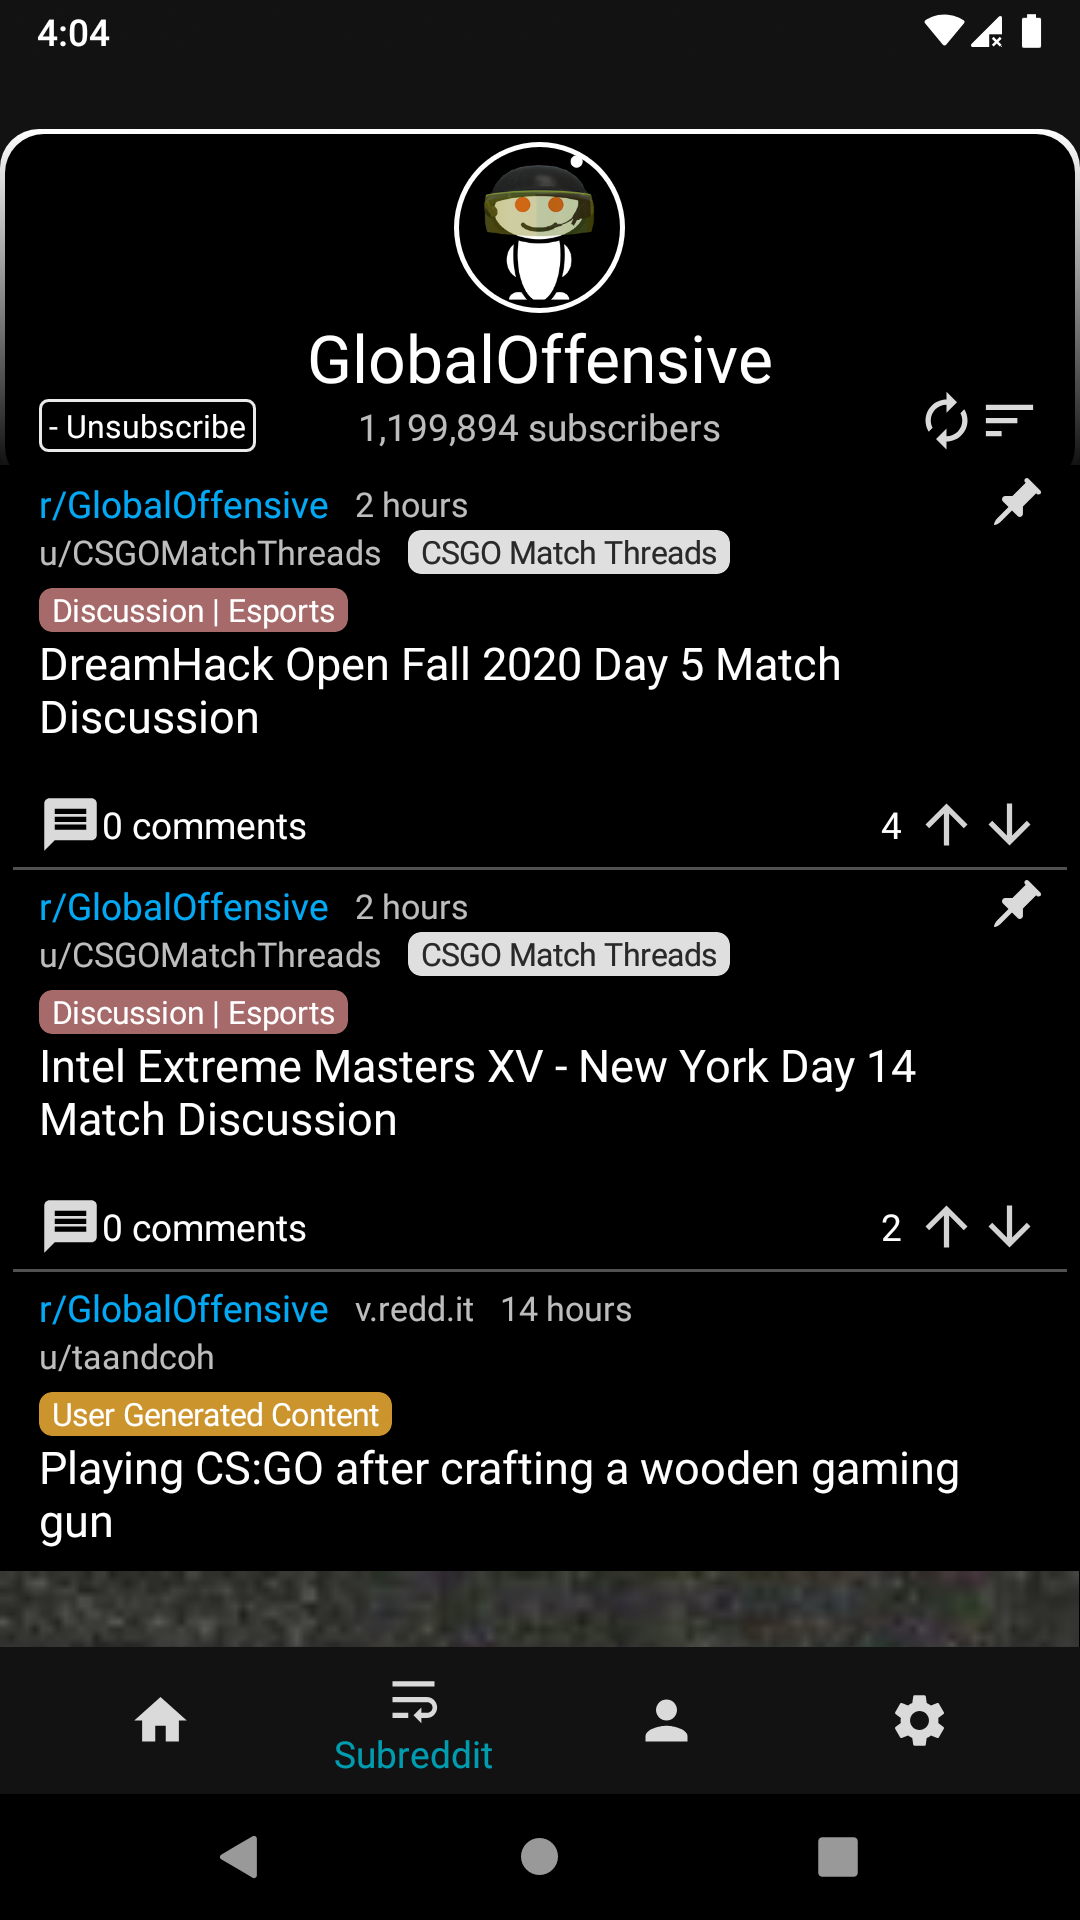 4:04
GlobalOffensive
- Unsubscribe
1,199,894 subscribers
r/GlobalOffensive 2 hours
u/CSGOMatchThreads CSGO Match Threads
Discussion | Esports
DreamHack Open Fall 2020 Day 5 Match
Discussion
0 comments 4
r/GlobalOffensive 2 hours
u/CSGOMatchThreads CSGO Match Threads
Discussion | Esports
Intel Extreme Masters XV - New York Day 14
Match Discussion
0 comments 2
r/GlobalOffensive v.redd.it 14 hours
u/taandcoh
User Generated Content
Playing CS:GO after crafting a wooden gaming
gun
Subreddit